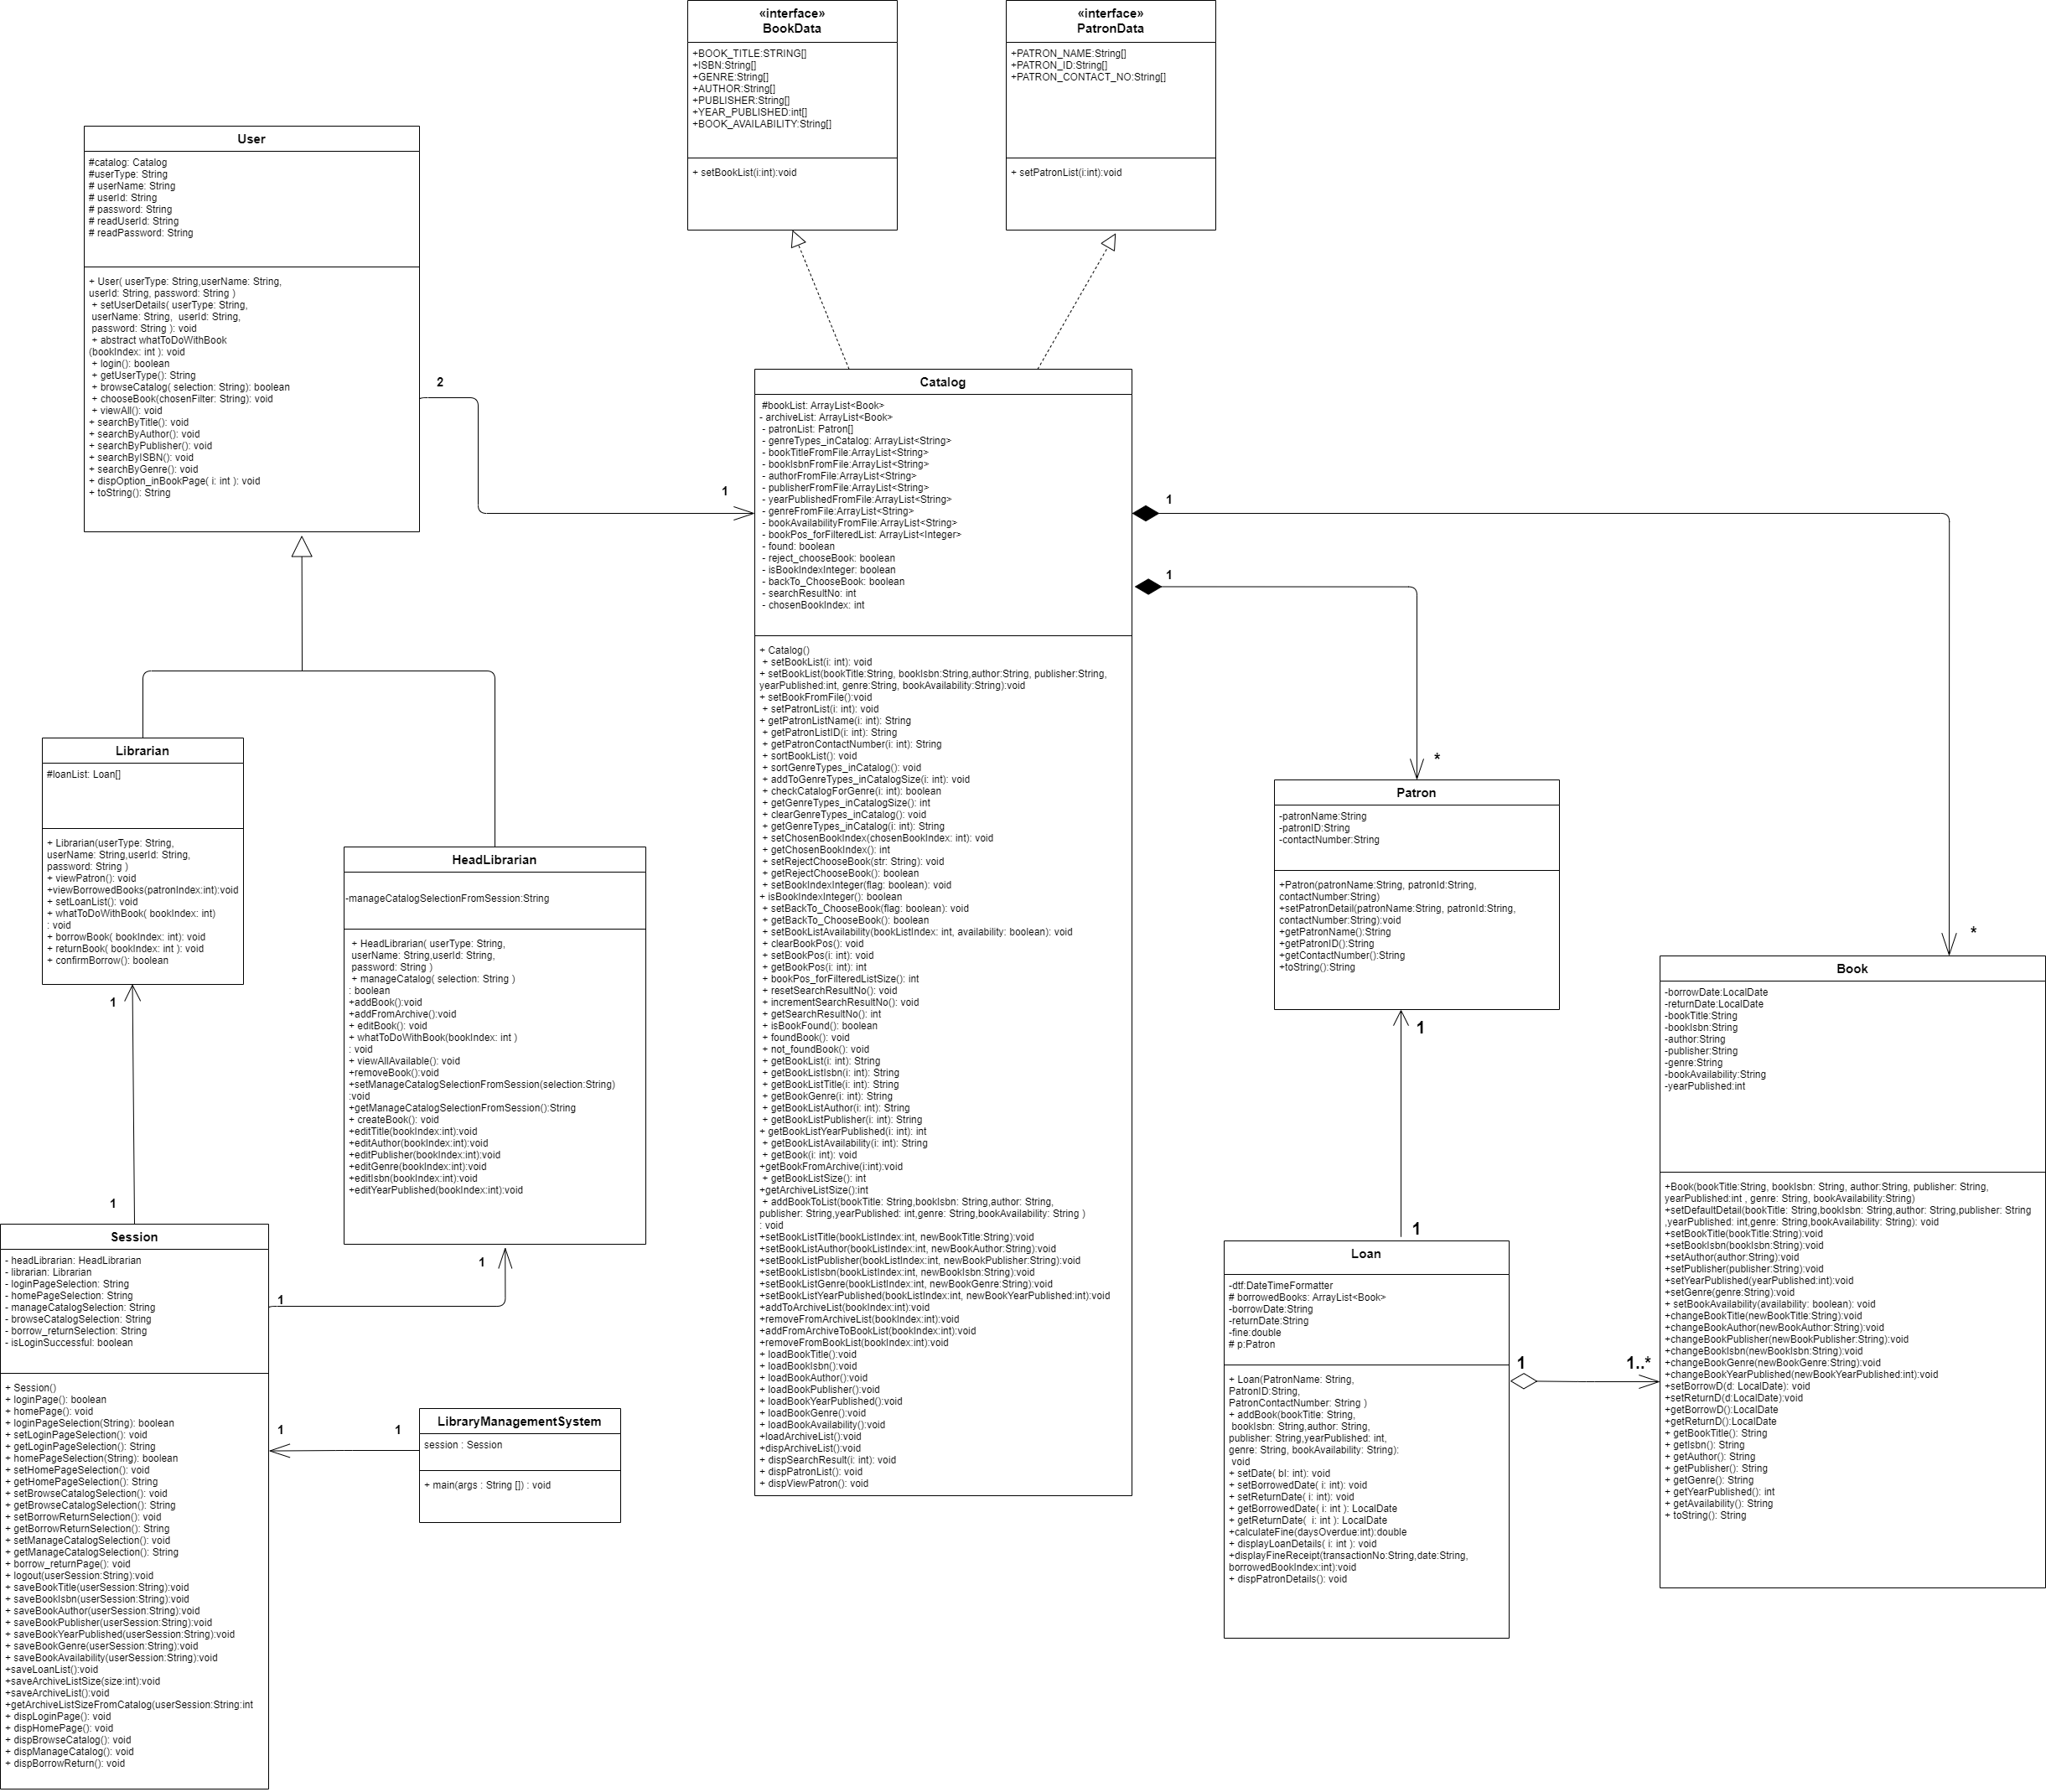 «interface»
BookData
+BOOK_TITLE:STRING[]
+ISBN:String[]
+GENRE:String[]
+AUTHOR:String[]
+PUBLISHER:String[]
+YEAR_PUBLISHED:int[]
+BOOK_AVAILABILITY:String[]
+ setBookList(i:int):void
«interface»
PatronData
+PATRON_NAME:String[]
+PATRON_ID:String[]
+PATRON_CONTACT_NO:String[]
+ setPatronList(i:int):void
User
#catalog: Catalog
#userType: String
# userName: String
# userId: String
# password: String
# readUserId: String
# readPassword: String
+ User( userType: String,userName: String,
userId: String, password: String )
+ setUserDetails( userType: String,
userName: String,  userId: String,
password: String ): void
+ abstract whatToDoWithBook
(bookIndex: int ): void
+ login(): boolean
+ getUserType(): String
+ browseCatalog( selection: String): boolean
+ chooseBook(chosenFilter: String): void
+ viewAll(): void
+ searchByTitle(): void
+ searchByAuthor(): void
+ searchByPublisher(): void
+ searchByISBN(): void
+ searchByGenre(): void
+ dispOption_inBookPage( i: int ): void
+ toString(): String
2
1
Catalog
#bookList: ArrayList<Book>
- archiveList: ArrayList<Book>
- patronList: Patron[]
- genreTypes_inCatalog: ArrayList<String>
- bookTitleFromFile:ArrayList<String>
- bookIsbnFromFile:ArrayList<String>
- authorFromFile:ArrayList<String>
- publisherFromFile:ArrayList<String>
- yearPublishedFromFile:ArrayList<String>
- genreFromFile:ArrayList<String>
- bookAvailabilityFromFile:ArrayList<String>
- bookPos_forFilteredList: ArrayList<Integer>
- found: boolean
- reject_chooseBook: boolean
- isBookIndexInteger: boolean
- backTo_ChooseBook: boolean
- searchResultNo: int
- chosenBookIndex: int
+ Catalog()
+ setBookList(i: int): void
+ setBookList(bookTitle:String, bookIsbn:String,author:String, publisher:String,
yearPublished:int, genre:String, bookAvailability:String):void
+ setBookFromFile():void
+ setPatronList(i: int): void
+ getPatronListName(i: int): String
+ getPatronListID(i: int): String
+ getPatronContactNumber(i: int): String
+ sortBookList(): void
+ sortGenreTypes_inCatalog(): void
+ addToGenreTypes_inCatalogSize(i: int): void
+ checkCatalogForGenre(i: int): boolean
+ getGenreTypes_inCatalogSize(): int
+ clearGenreTypes_inCatalog(): void
+ getGenreTypes_inCatalog(i: int): String
+ setChosenBookIndex(chosenBookIndex: int): void
+ getChosenBookIndex(): int
+ setRejectChooseBook(str: String): void
+ getRejectChooseBook(): boolean
+ setBookIndexInteger(flag: boolean): void
+ isBookIndexInteger(): boolean
+ setBackTo_ChooseBook(flag: boolean): void
+ getBackTo_ChooseBook(): boolean
+ setBookListAvailability(bookListIndex: int, availability: boolean): void
+ clearBookPos(): void
+ setBookPos(i: int): void
+ getBookPos(i: int): int
+ bookPos_forFilteredListSize(): int
+ resetSearchResultNo(): void
+ incrementSearchResultNo(): void
+ getSearchResultNo(): int
+ isBookFound(): boolean
+ foundBook(): void
+ not_foundBook(): void
+ getBookList(i: int): String
+ getBookListIsbn(i: int): String
+ getBookListTitle(i: int): String
+ getBookGenre(i: int): String
+ getBookListAuthor(i: int): String
+ getBookListPublisher(i: int): String
+ getBookListYearPublished(i: int): int
+ getBookListAvailability(i: int): String
+ getBook(i: int): void
+getBookFromArchive(i:int):void
+ getBookListSize(): int
+getArchiveListSize():int
+ addBookToList(bookTitle: String,bookIsbn: String,author: String,
publisher: String,yearPublished: int,genre: String,bookAvailability: String )
: void
+setBookListTitle(bookListIndex:int, newBookTitle:String):void
+setBookListAuthor(bookListIndex:int, newBookAuthor:String):void
+setBookListPublisher(bookListIndex:int, newBookPublisher:String):void
+setBookListIsbn(bookListIndex:int, newBookIsbn:String):void
+setBookListGenre(bookListIndex:int, newBookGenre:String):void
+setBookListYearPublished(bookListIndex:int, newBookYearPublished:int):void
+addToArchiveList(bookIndex:int):void
+removeFromArchiveList(bookIndex:int):void
+addFromArchiveToBookList(bookIndex:int):void
+removeFromBookList(bookIndex:int):void
+ loadBookTitle():void
+ loadBookIsbn():void
+ loadBookAuthor():void
+ loadBookPublisher():void
+ loadBookYearPublished():void
+ loadBookGenre():void
+ loadBookAvailability():void
+loadArchiveList():void
+dispArchiveList():void
+ dispSearchResult(i: int): void
+ dispPatronList(): void
+ dispViewPatron(): void
1
1
*
*
Librarian
#loanList: Loan[]
+ Librarian(userType: String,
userName: String,userId: String,
password: String )
+ viewPatron(): void
+viewBorrowedBooks(patronIndex:int):void
+ setLoanList(): void
+ whatToDoWithBook( bookIndex: int)
: void
+ borrowBook( bookIndex: int): void
+ returnBook( bookIndex: int ): void
+ confirmBorrow(): boolean
1
1
HeadLibrarian
-manageCatalogSelectionFromSession:String
+ HeadLibrarian( userType: String,
userName: String,userId: String,
password: String )
+ manageCatalog( selection: String )
: boolean
+addBook():void
+addFromArchive():void
+ editBook(): void
+ whatToDoWithBook(bookIndex: int )
: void
+ viewAllAvailable(): void
+removeBook():void
+setManageCatalogSelectionFromSession(selection:String)
:void
+getManageCatalogSelectionFromSession():String
+ createBook(): void
+editTitle(bookIndex:int):void
+editAuthor(bookIndex:int):void
+editPublisher(bookIndex:int):void
+editGenre(bookIndex:int):void
+editIsbn(bookIndex:int):void
+editYearPublished(bookIndex:int):void
1
1
Session
- headLibrarian: HeadLibrarian
- librarian: Librarian
- loginPageSelection: String
- homePageSelection: String
- manageCatalogSelection: String
- browseCatalogSelection: String
- borrow_returnSelection: String
- isLoginSuccessful: boolean
+ Session()
+ loginPage(): boolean
+ homePage(): void
+ loginPageSelection(String): boolean
+ setLoginPageSelection(): void
+ getLoginPageSelection(): String
+ homePageSelection(String): boolean
+ setHomePageSelection(): void
+ getHomePageSelection(): String
+ setBrowseCatalogSelection(): void
+ getBrowseCatalogSelection(): String
+ setBorrowReturnSelection(): void
+ getBorrowReturnSelection(): String
+ setManageCatalogSelection(): void
+ getManageCatalogSelection(): String
+ borrow_returnPage(): void
+ logout(userSession:String):void
+ saveBookTitle(userSession:String):void
+ saveBookIsbn(userSession:String):void
+ saveBookAuthor(userSession:String):void
+ saveBookPublisher(userSession:String):void
+ saveBookYearPublished(userSession:String):void
+ saveBookGenre(userSession:String):void
+ saveBookAvailability(userSession:String):void
+saveLoanList():void
+saveArchiveListSize(size:int):void
+saveArchiveList():void
+getArchiveListSizeFromCatalog(userSession:String:int
+ dispLoginPage(): void
+ dispHomePage(): void
+ dispBrowseCatalog(): void
+ dispManageCatalog(): void
+ dispBorrowReturn(): void
1
1
LibraryManagementSystem
session : Session
+ main(args : String []) : void
Patron
-patronName:String
-patronID:String
-contactNumber:String
+Patron(patronName:String, patronId:String,
contactNumber:String)
+setPatronDetail(patronName:String, patronId:String,
contactNumber:String):void
+getPatronName():String
+getPatronID():String
+getContactNumber():String
+toString():String
1
1
Loan
-dtf:DateTimeFormatter
# borrowedBooks: ArrayList<Book>
-borrowDate:String
-returnDate:String
-fine:double
# p:Patron
+ Loan(PatronName: String,
PatronID:String,
PatronContactNumber: String )
+ addBook(bookTitle: String,
bookIsbn: String,author: String,
publisher: String,yearPublished: int,
genre: String, bookAvailability: String):
void
+ setDate( bI: int): void
+ setBorrowedDate( i: int): void
+ setReturnDate( i: int): void
+ getBorrowedDate( i: int ): LocalDate
+ getReturnDate(  i: int ): LocalDate
+calculateFine(daysOverdue:int):double
+ displayLoanDetails( i: int ): void
+displayFineReceipt(transactionNo:String,date:String,
borrowedBookIndex:int):void
+ dispPatronDetails(): void
1
1..*
Book
-borrowDate:LocalDate
-returnDate:LocalDate
-bookTitle:String
-bookIsbn:String
-author:String
-publisher:String
-genre:String
-bookAvailability:String
-yearPublished:int
+Book(bookTitle:String, bookIsbn: String, author:String, publisher: String,
yearPublished:int , genre: String, bookAvailability:String)
+setDefaultDetail(bookTitle: String,bookIsbn: String,author: String,publisher: String
,yearPublished: int,genre: String,bookAvailability: String): void
+setBookTitle(bookTitle:String):void
+setBookIsbn(bookIsbn:String):void
+setAuthor(author:String):void
+setPublisher(publisher:String):void
+setYearPublished(yearPublished:int):void
+setGenre(genre:String):void
+ setBookAvailability(availability: boolean): void
+changeBookTitle(newBookTitle:String):void
+changeBookAuthor(newBookAuthor:String):void
+changeBookPublisher(newBookPublisher:String):void
+changeBookIsbn(newBookIsbn:String):void
+changeBookGenre(newBookGenre:String):void
+changeBookYearPublished(newBookYearPublished:int):void
+setBorrowD(d: LocalDate): void
+setReturnD(d:LocalDate):void
+getBorrowD():LocalDate
+getReturnD():LocalDate
+ getBookTitle(): String
+ getIsbn(): String
+ getAuthor(): String
+ getPublisher(): String
+ getGenre(): String
+ getYearPublished(): int
+ getAvailability(): String
+ toString(): String